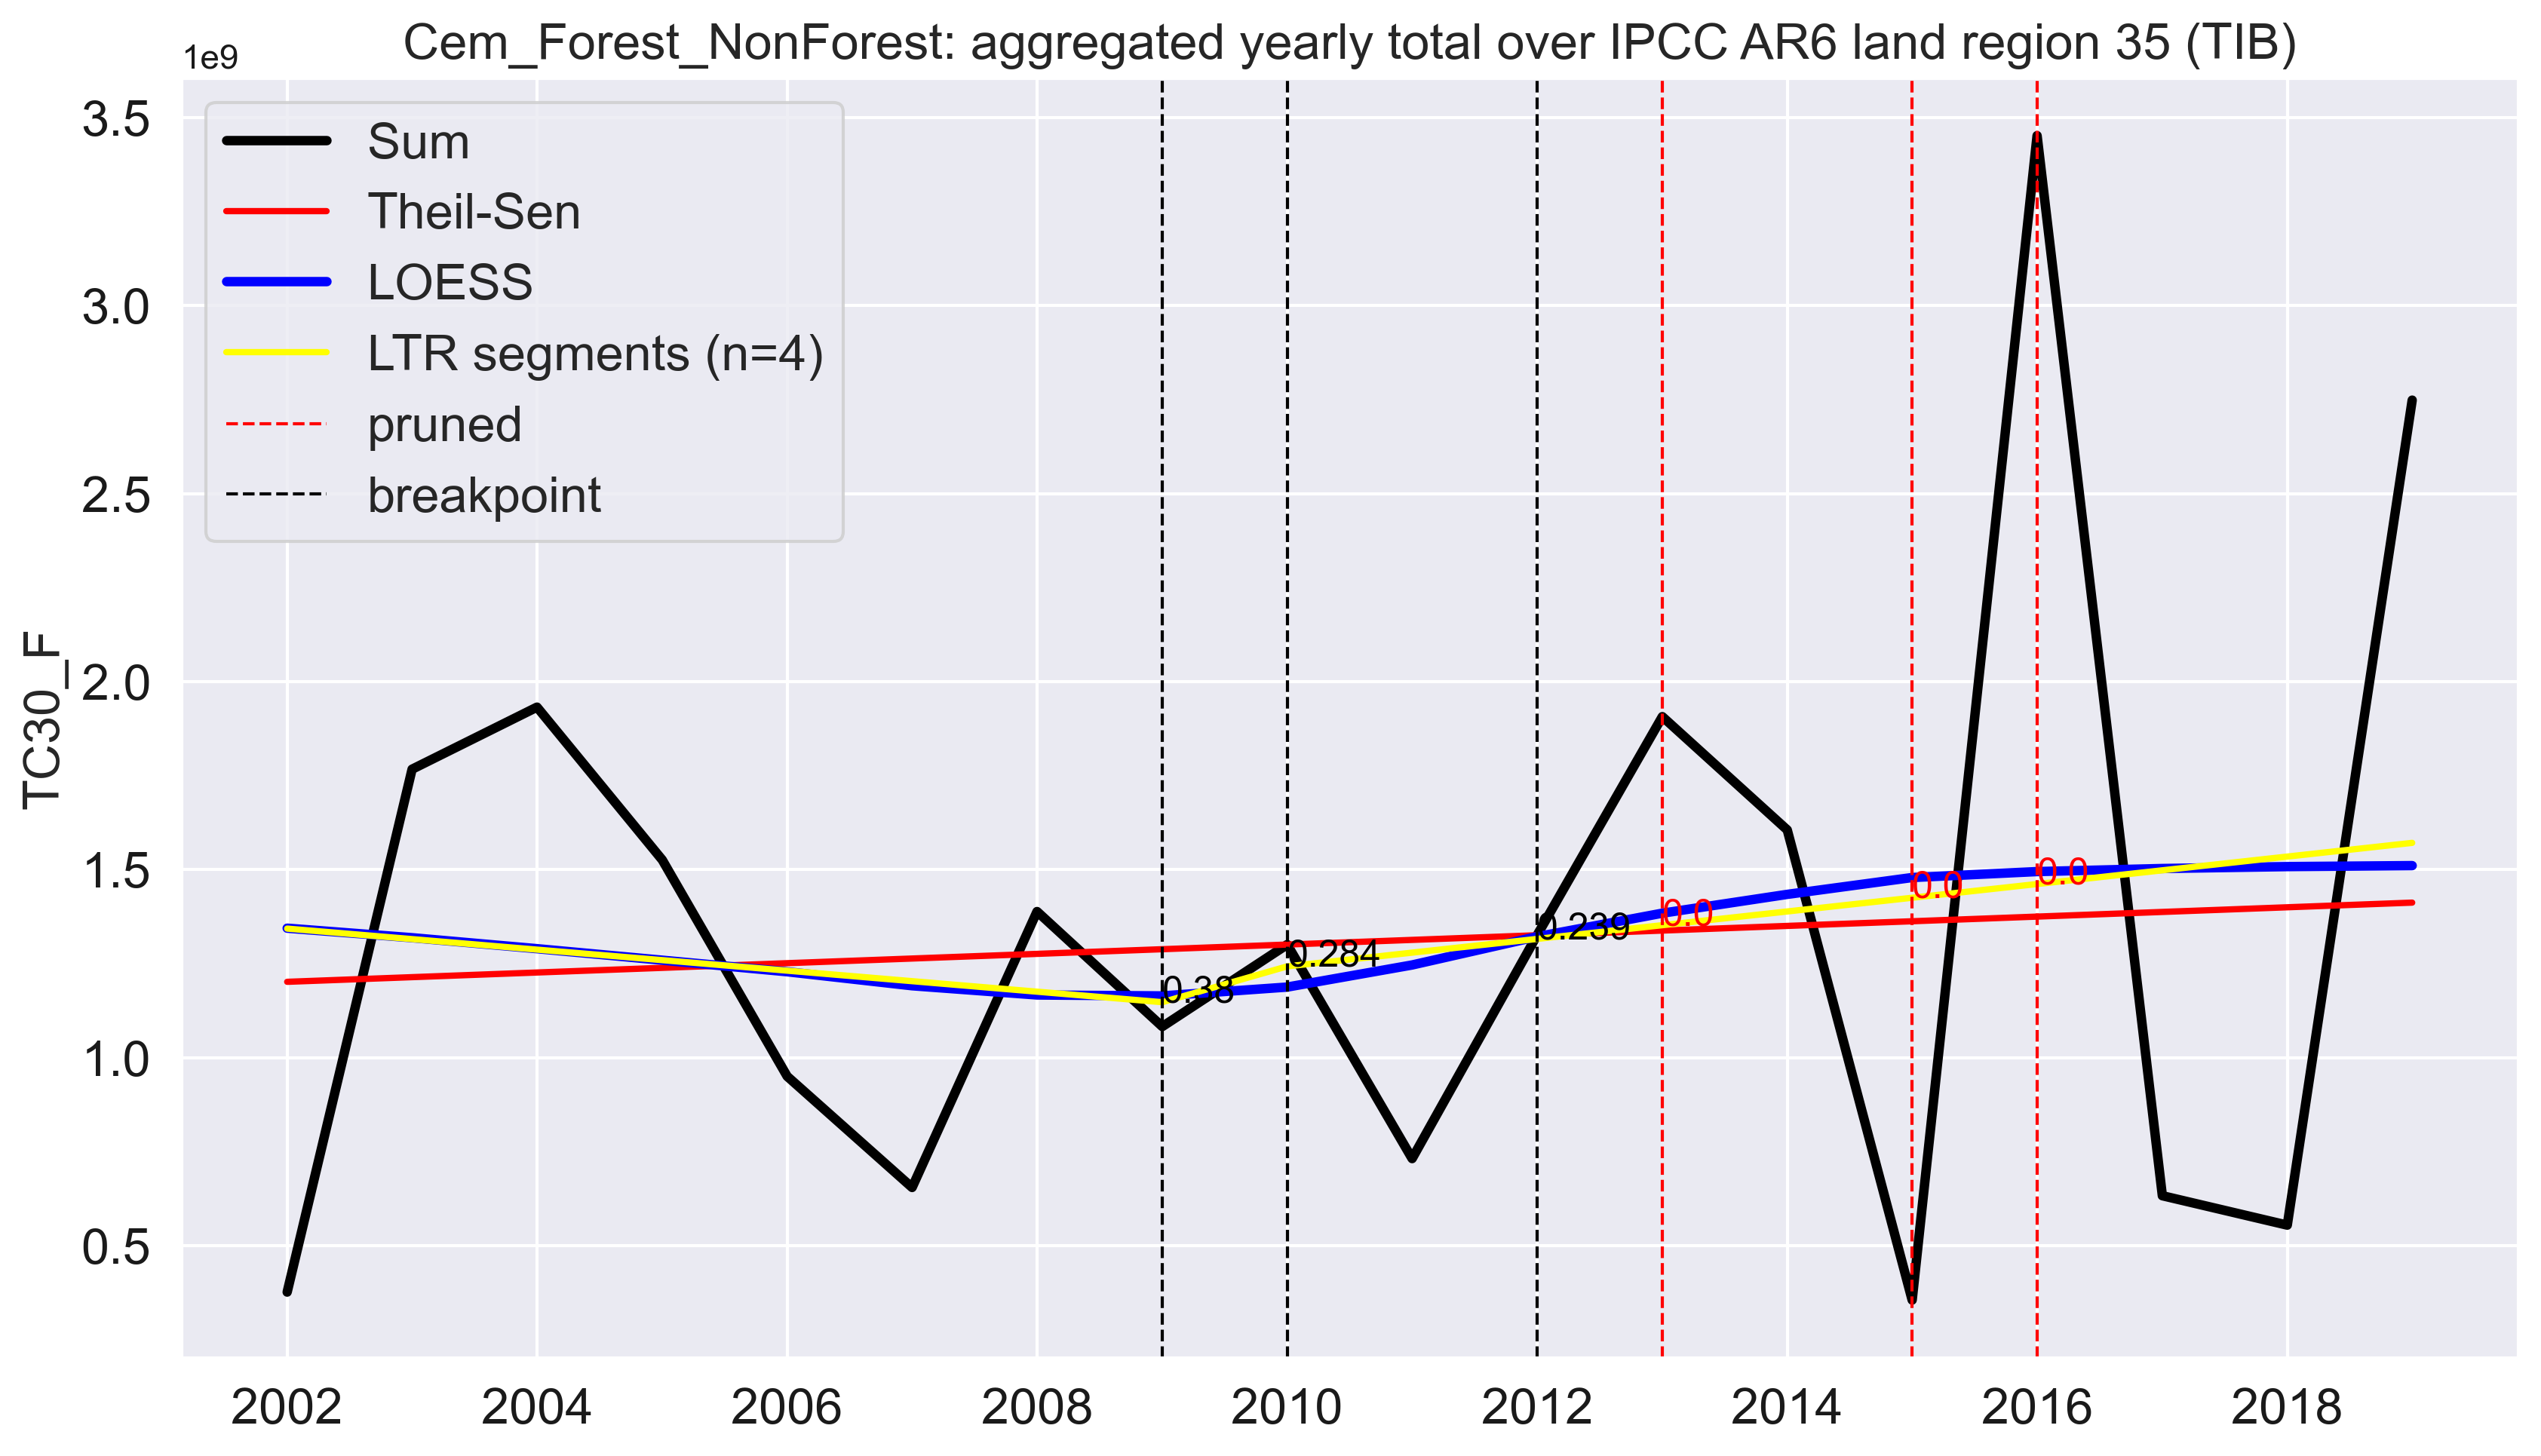 Cem_Forest_NonForest: aggregated yearly total over IPCC AR6 land region 35 (TIB)
1e9
3.5
3.0
2.5
2.0
1.5
1.0
0.5
TC30_F
Sum
Theil-Sen
LOESS
LTR segments (n=4)
pruned
breakpoint
0.38
0.284
0.239
0.0
0.0
0.0
2002 2004 2006 2008 2010 2012 2014 2016 2018